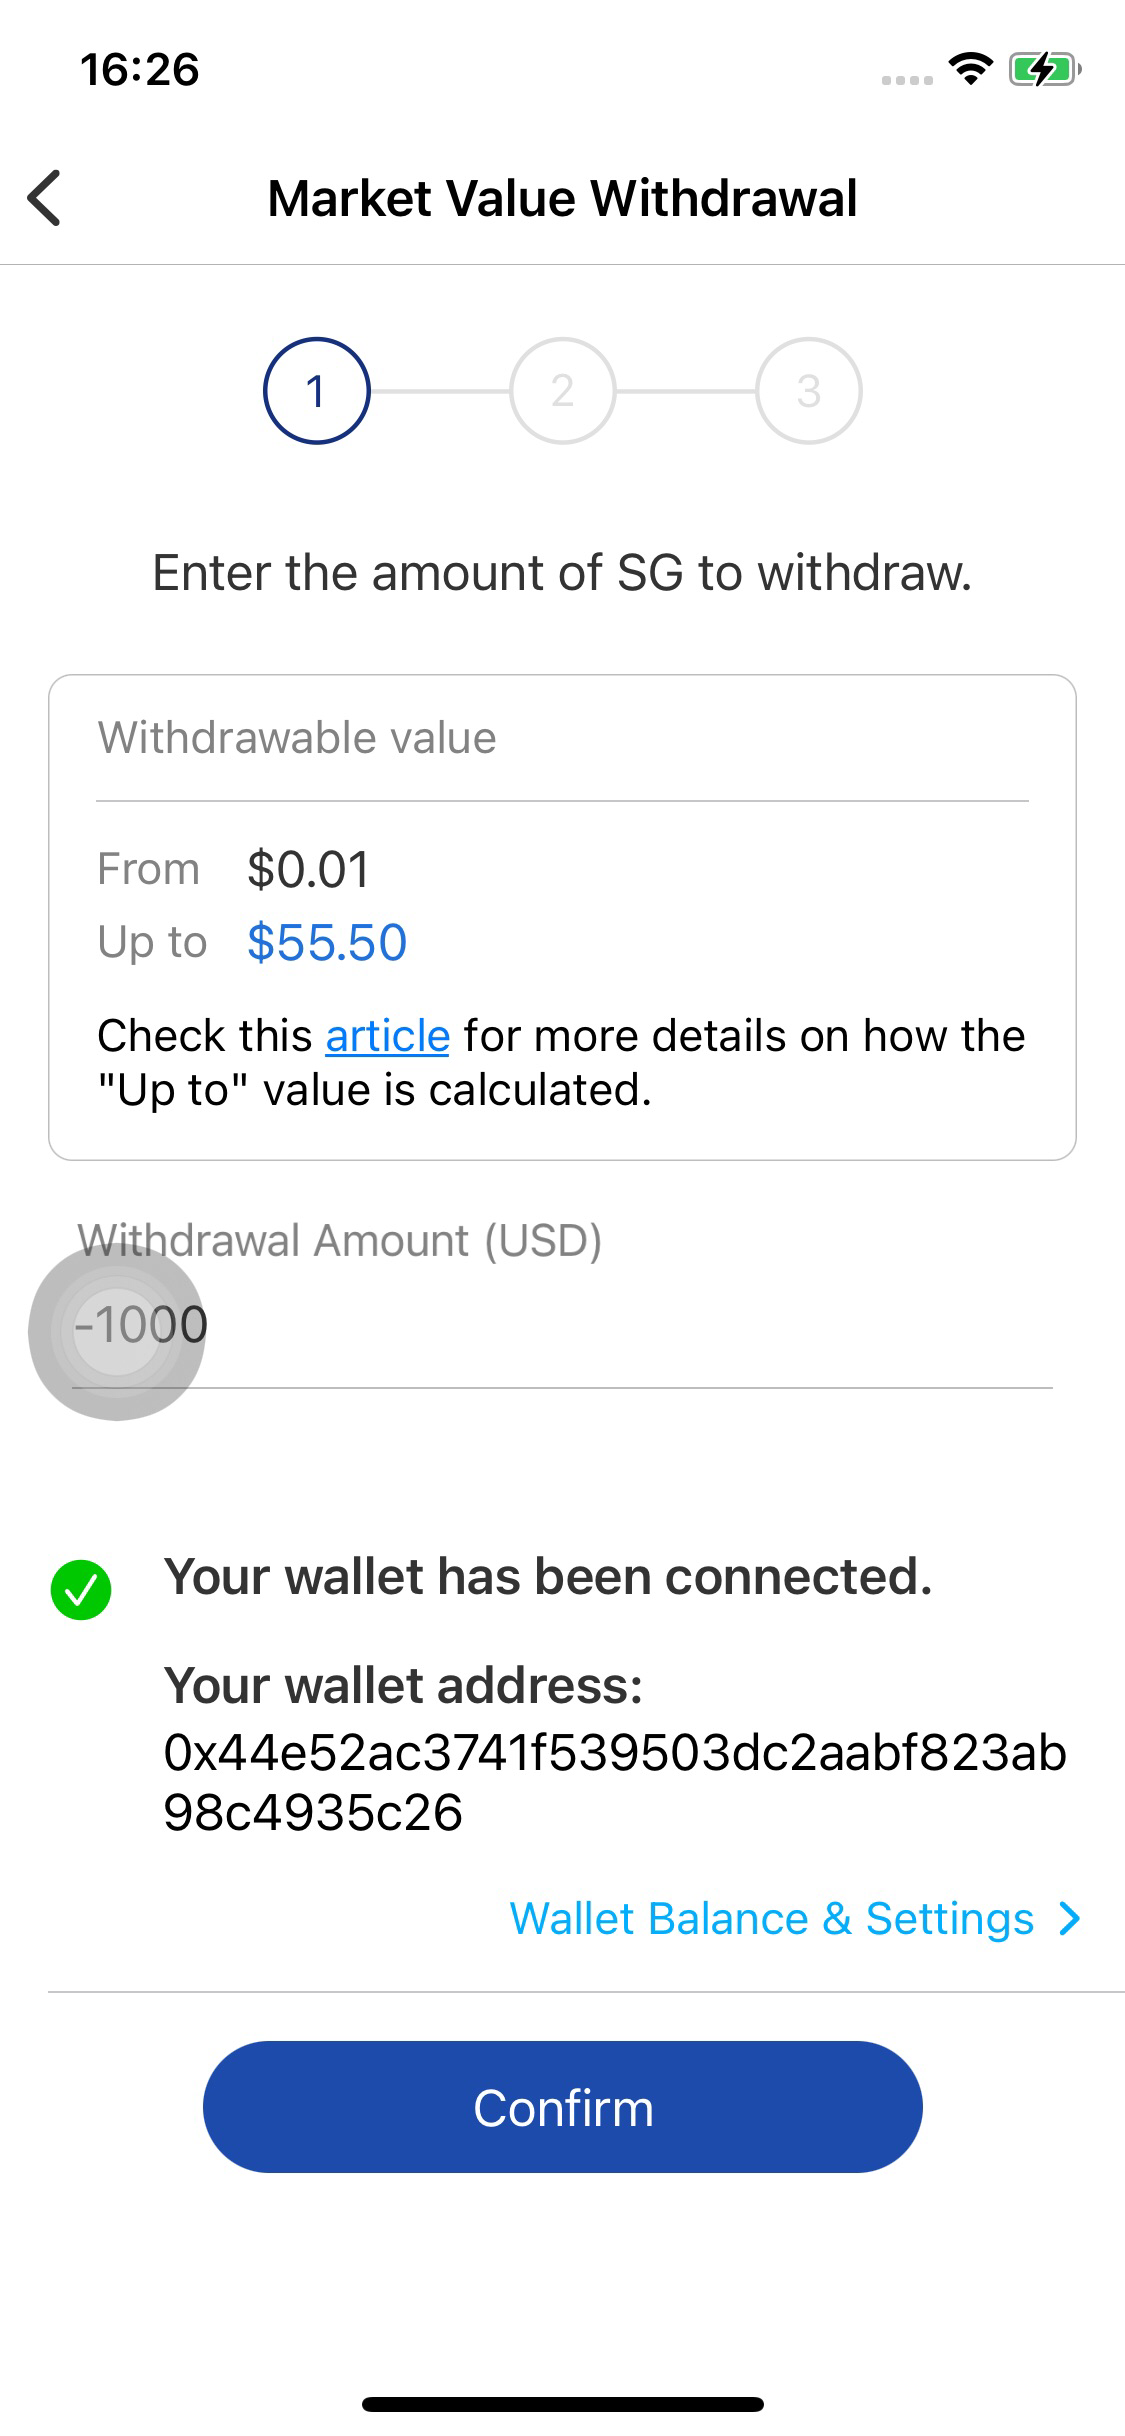 16:26
Market Value Withdrawal
1 2 3
Enter the amount of SG to withdraw.
Withdrawable value
From $0.01
Up to $55.50
Check this article for more details on how the
"Up to" value is calculated.
Withdrawal Amount (USD)
-1000
Your wallet has been connected.
Your wallet address:
0x44e52ac3741f539503dc2aabf823ab
98c4935c26
Wallet Balance & Settings
Confirm